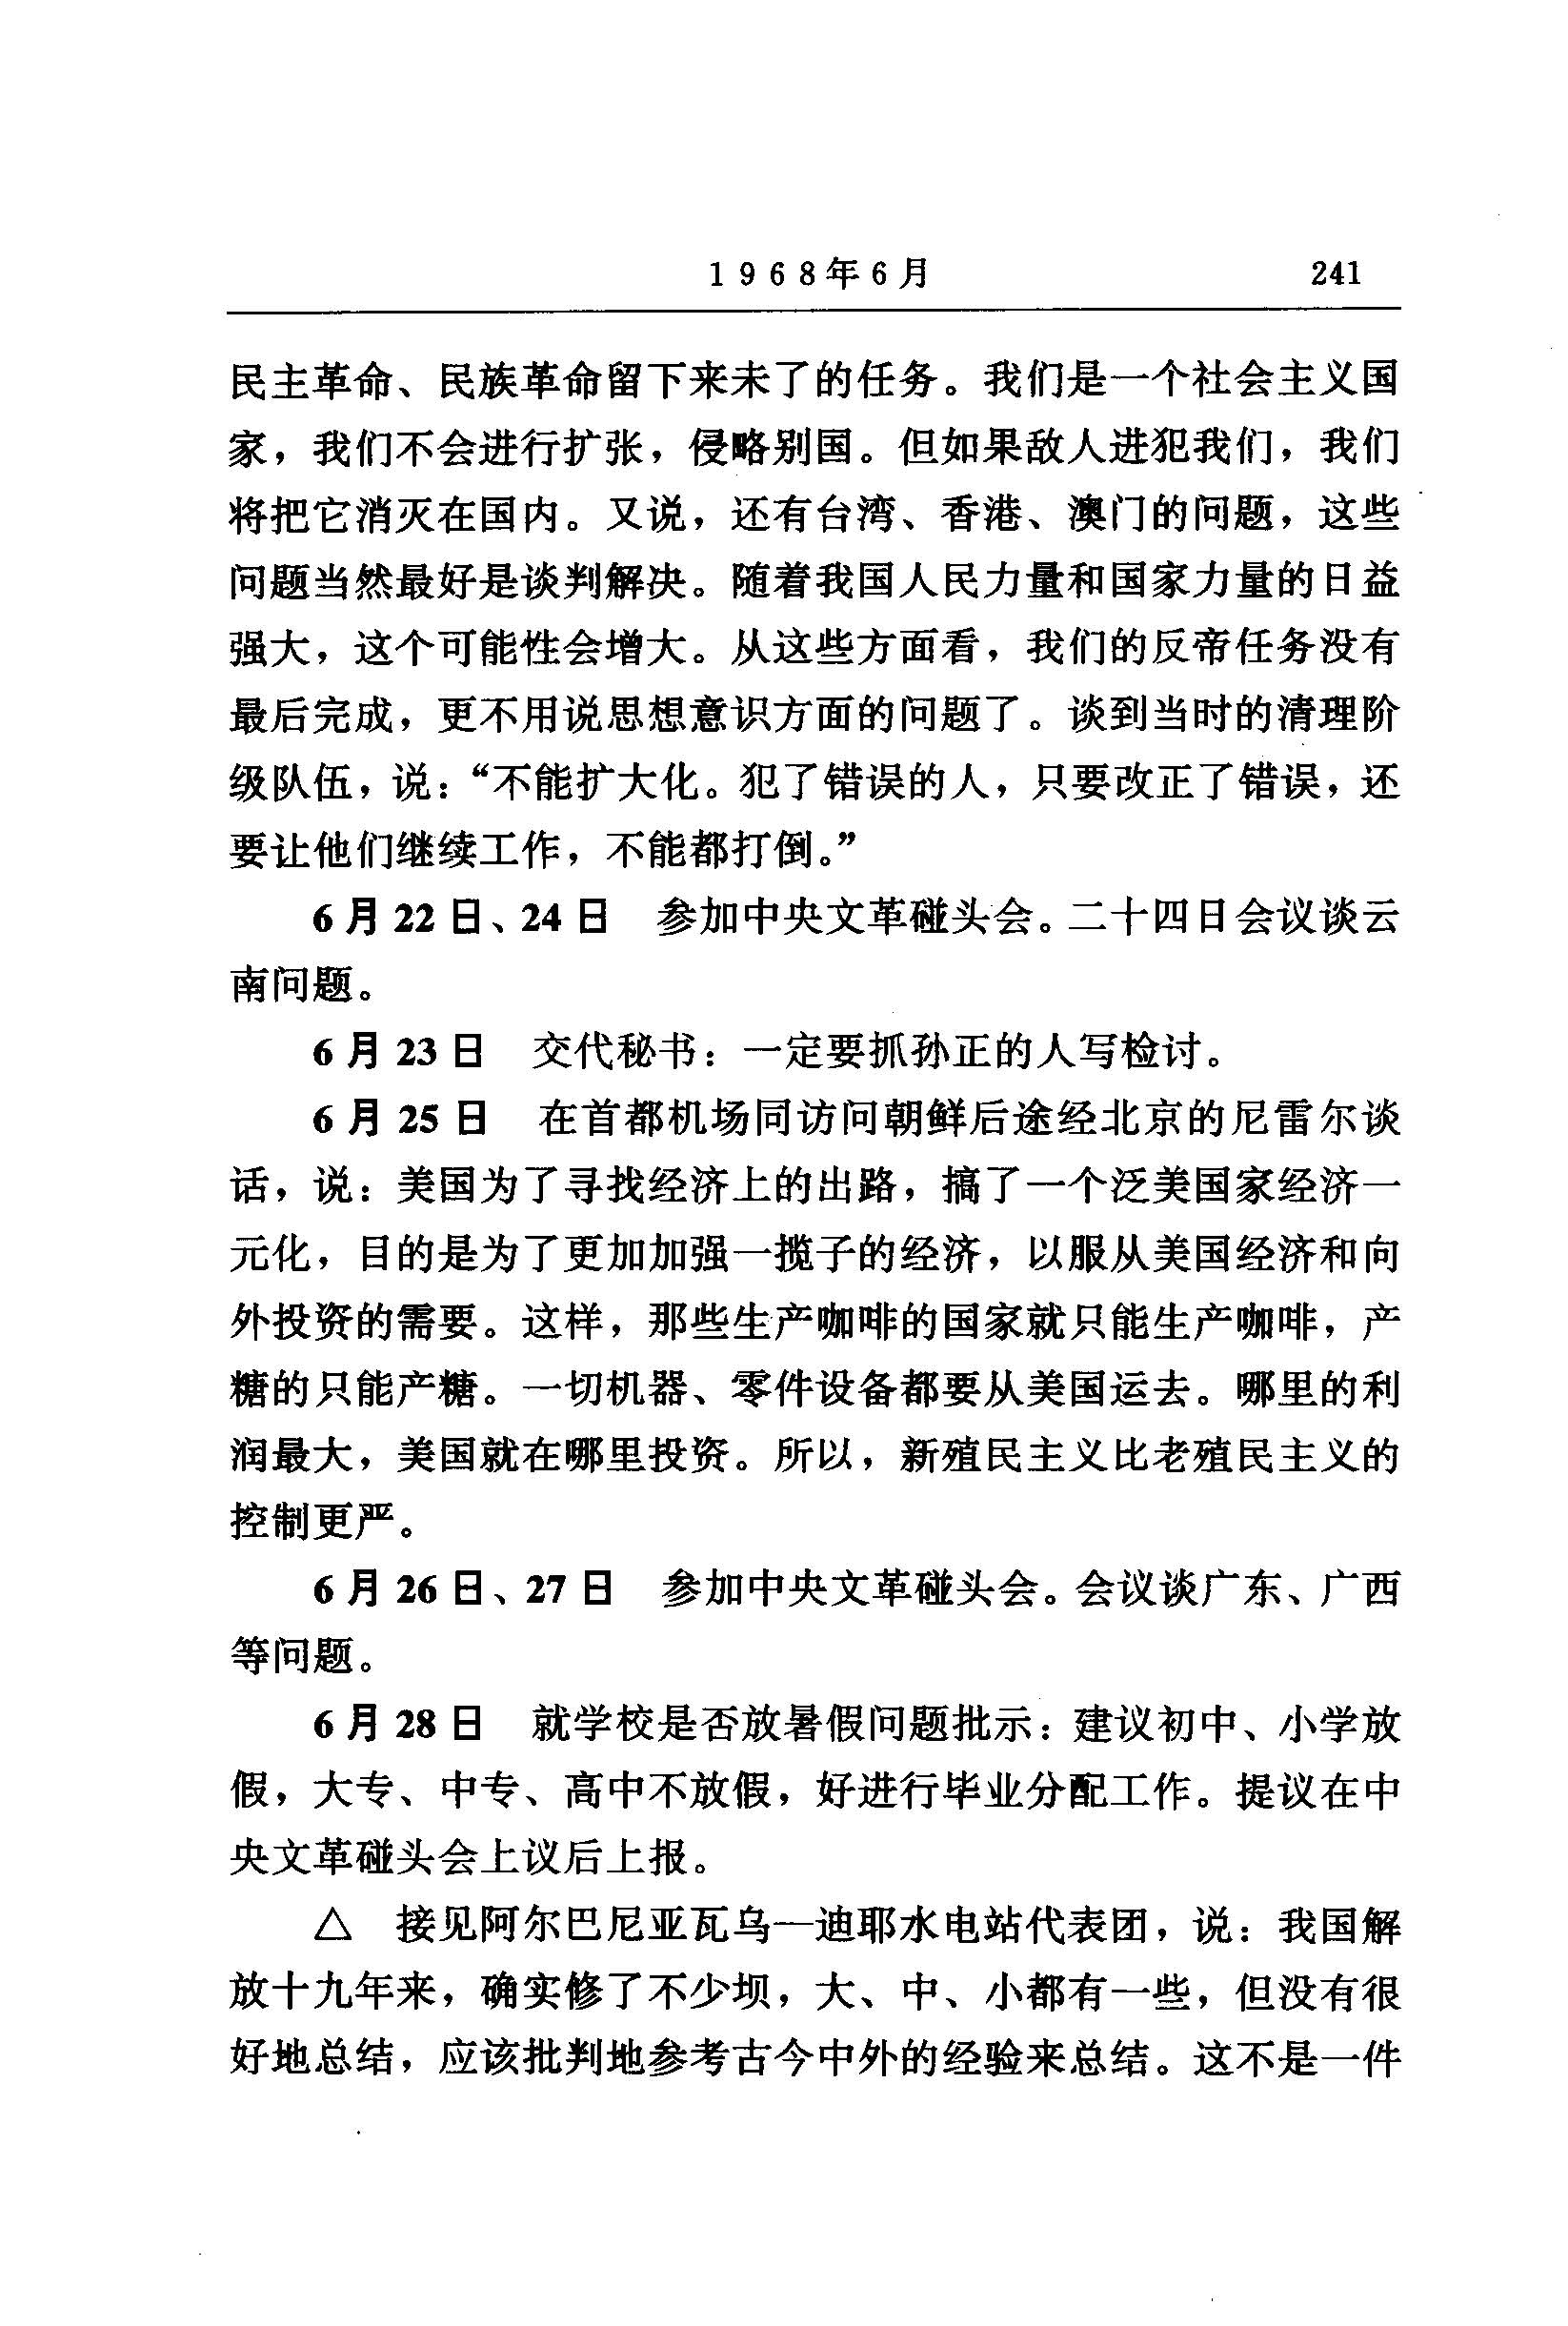 1968年6月 241
民主革命、民族革命留下来未了的任务。我们是一个社会主义国
家，我们不会进行扩张，侵略别国。但如果敌人进犯我们，我们
将把它消灭在国内。又说，还有台湾、香港、澳门的问题，这些
问题当然最好是谈判解决。随着我国人民力量和国家力量的日益
强大，这个可能性会增大。从这些方面看，我们的反帝任务没有
最后完成，更不用说思想意识方面的问题了。谈到当时的清理阶
级队伍，说：“不能扩大化。犯了错误的人，只要改正了错误，还
要让他们继续工作，不能都打倒。”
6月22日、24日 参加中央文革碰头会。二十四日会议谈云
南问题。
6月23日 交代秘书：一定要抓孙正的人写检讨。
6月25日 在首都机场同访问朝鲜后途经北京的尼雷尔谈
话，说：美国为了寻找经济上的出路，搞了一个泛美国家经济一
元化，目的是为了更加加强一揽子的经济，以服从美国经济和向
外投资的需要。这样，那些生产咖啡的国家就只能生产咖啡，产
糖的只能产糖。一切机器、零件设备都要从美国运去。哪里的利
润最大，美国就在哪里投资。所以，新殖民主义比老殖民主义的
控制更严。
6月26日、27日 参加中央文革碰头会。会议谈广东、广西
等问题。
6月28日 就学校是否放暑假问题批示：建议初中、小学放
假，大专、中专、高中不放假，好进行毕业分配工作。提议在中
央文革碰头会上议后上报。
△ 接见阿尔巴尼亚瓦乌—迪耶水电站代表团，说：我国解
放十九年来，确实修了不少坝，大、中、小都有一些，但没有很
好地总结，应该批判地参考古今中外的经验来总结。这不是一件